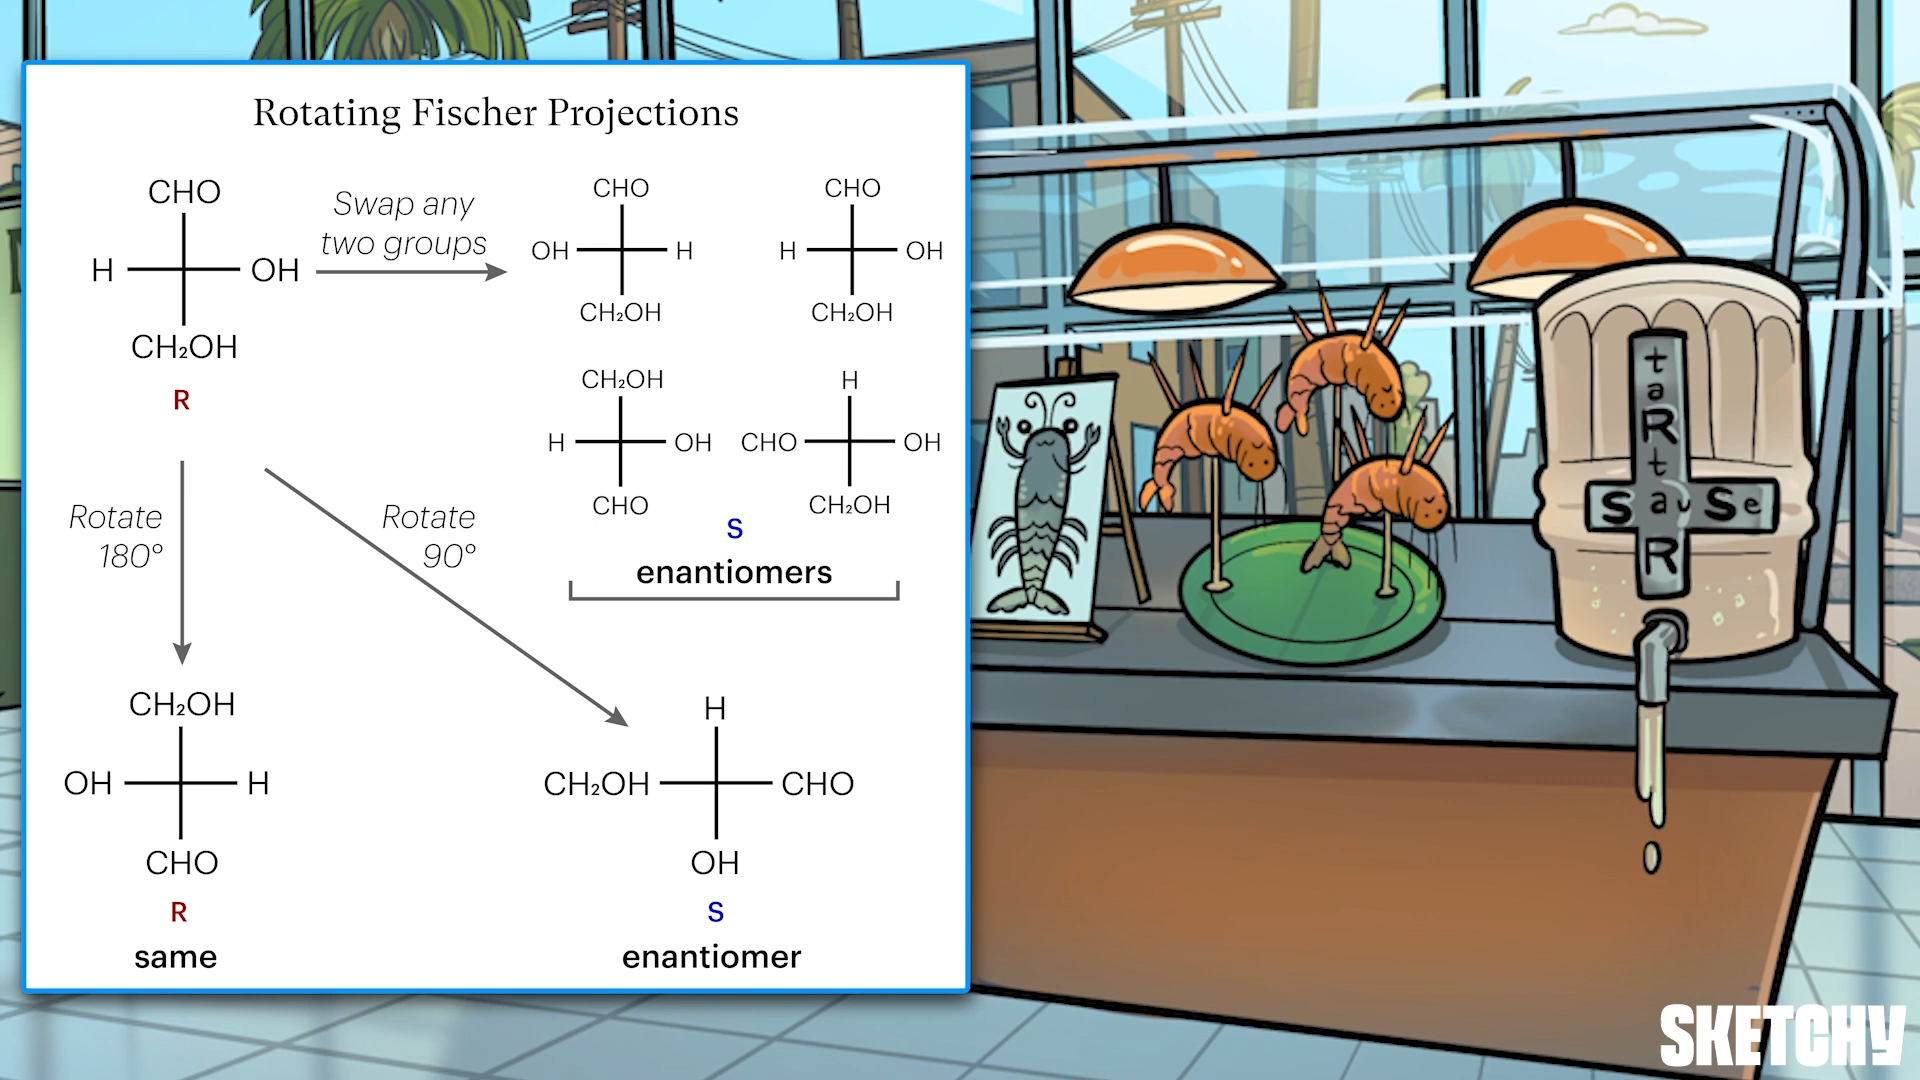 Rotating Fischer Projections
CHO
H
OH
CH₂OH
R
Swap any
two groups
CHO
OH
H
CH₂OH
CHO
H
OH
CH₂OH
CH₂OH
H
OH
CHO
H
CHO
OH
CH₂OH
S
enantiomers
Rotate
180°
Rotate
90°
CH₂OH
OH
H
CHO
R
same
H
CH₂OH
CHO
OH
S
enantiomer
taRtaR
SauSe
SKETCHY